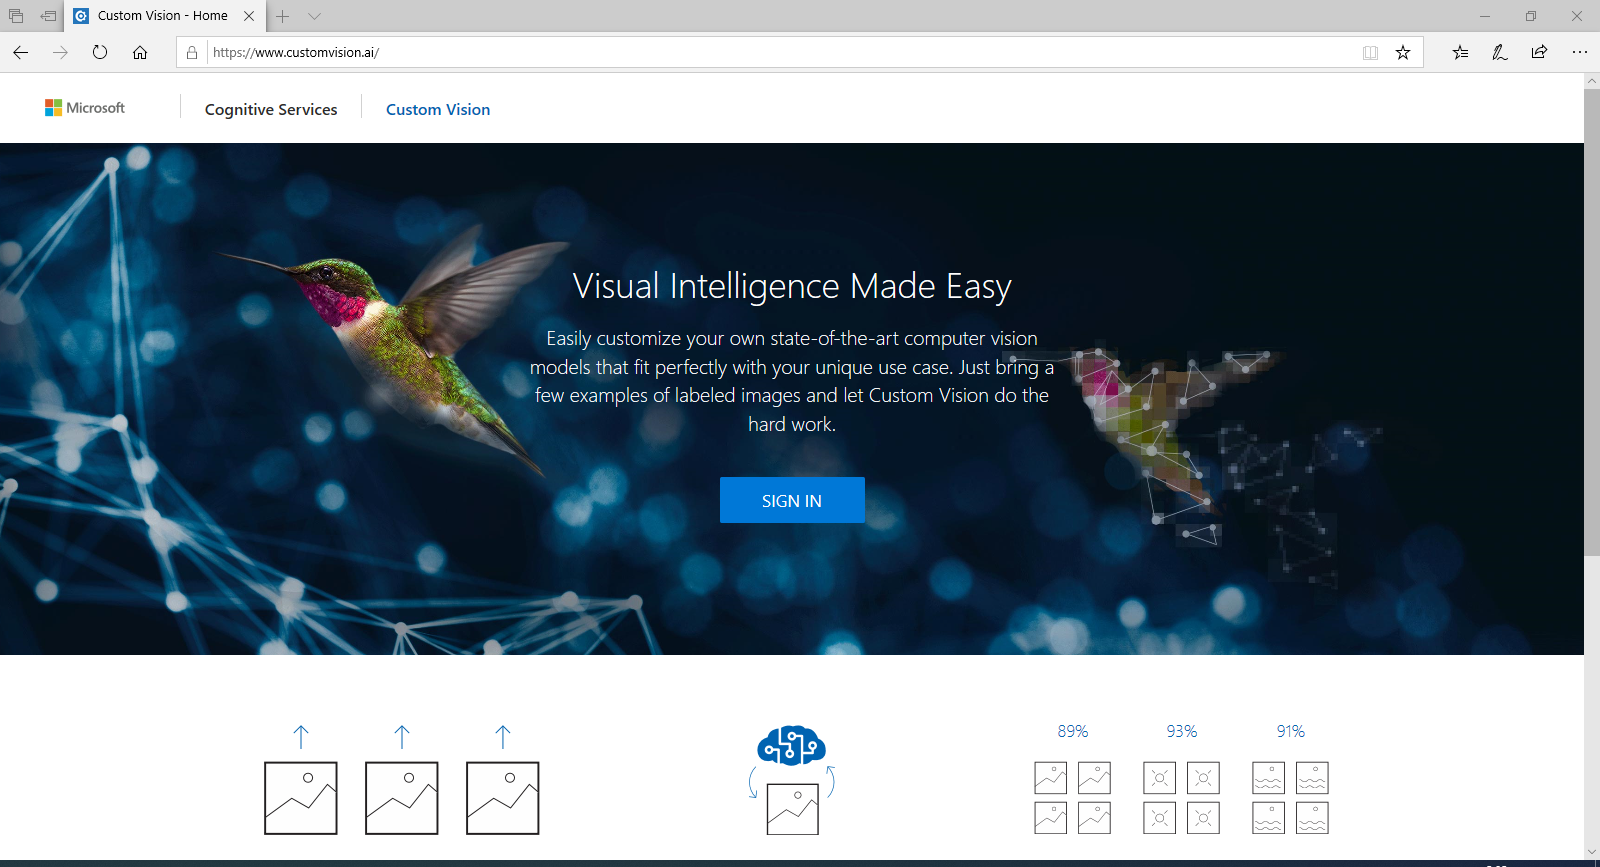 Custom Vision - Home
https://www.customvision.ai/
Microsoft
Cognitive Services
Custom Vision
Visual Intelligence Made Easy
Easily customize your own state-of-the-art computer vision
models that fit perfectly with your unique use case. Just bring a
few examples of labeled images and let Custom Vision do the
hard work.
SIGN IN
89%
93%
91%